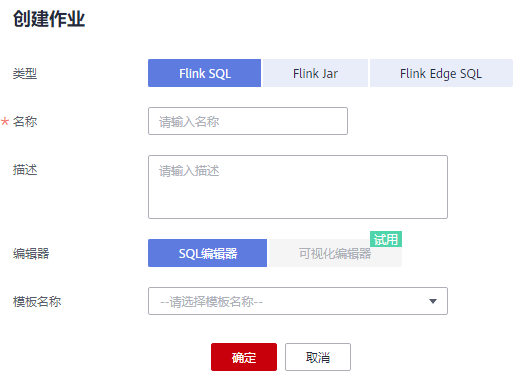 创建作业
类型 Flink SQL Flink Jar Flink Edge SQL
* 名称 请输入名称
描述 请输入描述
试用
编辑器 SQL编辑器 可视化编辑器
模板名称 --请选择模板名称--
确定 取消